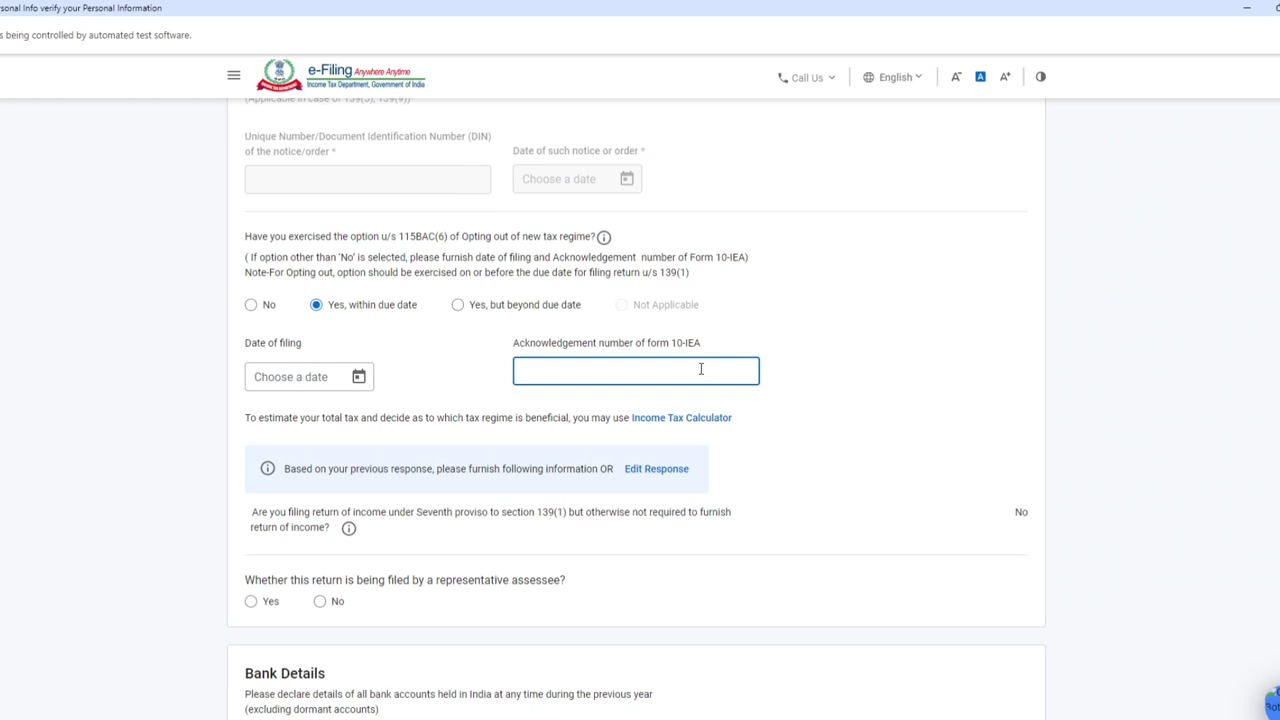 sonal Info verify your Personal Information
s being controlled by automated test software.
e-Filing Anywhere Anytime
Income Tax Department, Government of India
Call Us
English
A
A
A
(Applicable in case of 139(5), 139(9))
Unique Number/Document Identification Number (DIN)
of the notice/order *
Date of such notice or order *
Choose a date
Have you exercised the option u/s 115BAC(6) of Opting out of new tax regime?
( If option other than 'No' is selected, please furnish date of filing and Acknowledgement number of Form 10-IEA)
Note-For Opting out, option should be exercised on or before the due date for filing return u/s 139(1)
No
Yes, within due date
Yes, but beyond due date
Not Applicable
Date of filing
Acknowledgement number of form 10-IEA
Choose a date
To estimate your total tax and decide as to which tax regime is beneficial, you may use Income Tax Calculator
Based on your previous response, please furnish following information OR Edit Response
Are you filing return of income under Seventh proviso to section 139(1) but otherwise not required to furnish
return of income?
No
Whether this return is being filed by a representative assessee?
Yes
No
Bank Details
Please declare details of all bank accounts held in India at any time during the previous year
(excluding dormant accounts)